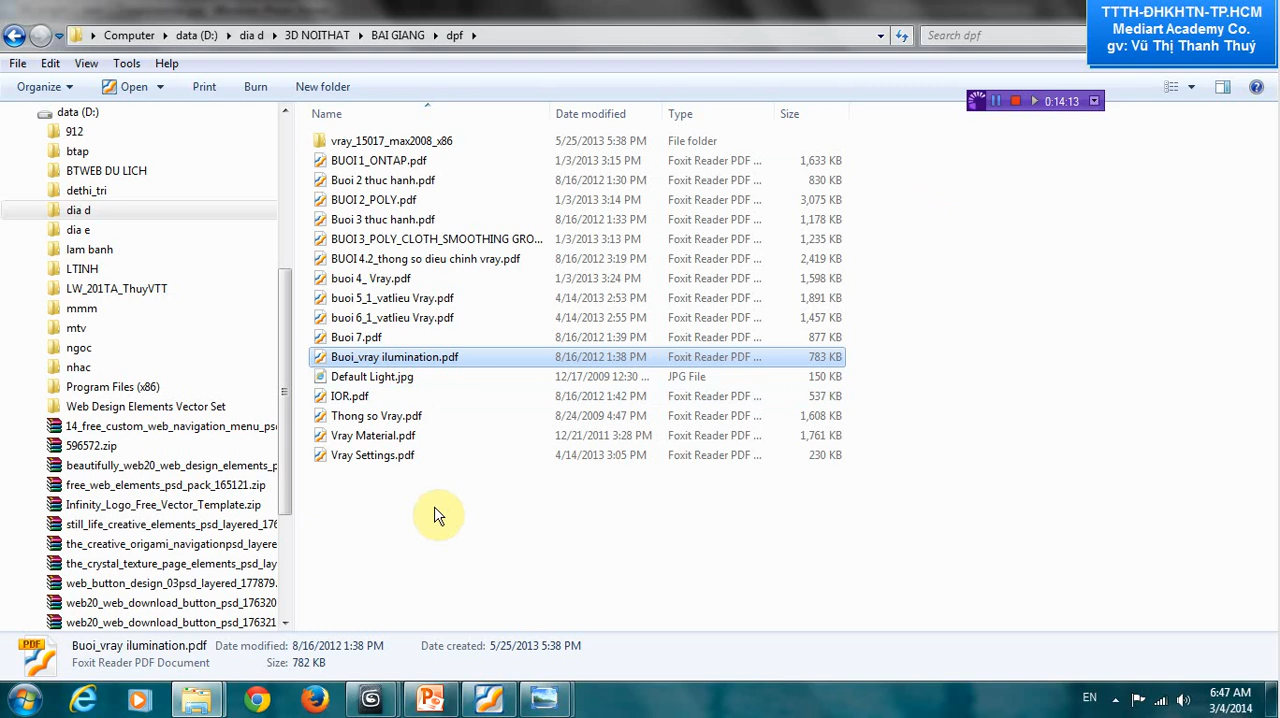 TTTH-ĐHKHTN-TP.HCM
Mediart Academy Co.
gv: Vũ Thị Thanh Thuý
Computer data (D:) dia d 3D NOITHAT BAI GIANG dpf
Search dpf
File Edit View Tools Help
Organize Open Print Burn New folder
0:14:13
data (D:)
912
btap
BTWEB DU LICH
dethi_tri
dia d
dia e
lam banh
LTINH
LW_201TA_ThuyVTT
mmm
mtv
ngoc
nhac
Program Files (x86)
Web Design Elements Vector Set
14_free_custom_web_navigation_menu_ps
596572.zip
beautifully_web20_web_design_elements_p
free_web_elements_psd_pack_165121.zip
Infinity_Logo_Free_Vector_Template.zip
still_life_creative_elements_psd_layered_176
the_creative_origami_navigationpsd_layere
the_crystal_texture_page_elements_psd_la
web_button_design_03psd_layered_177879.
web20_web_download_button_psd_176320
web20_web_download_button_psd_176321
Name Date modified Type Size
vray_15017_max2008_x86 5/25/2013 5:38 PM File folder
BUOI 1_ONTAP.pdf 1/3/2013 3:15 PM Foxit Reader PDF ... 1,633 KB
Buoi 2 thuc hanh.pdf 8/16/2012 1:30 PM Foxit Reader PDF ... 830 KB
BUOI 2_POLY.pdf 1/3/2013 3:14 PM Foxit Reader PDF ... 3,075 KB
Buoi 3 thuc hanh.pdf 8/16/2012 1:33 PM Foxit Reader PDF ... 1,178 KB
BUOI 3_POLY_CLOTH_SMOOTHING GRO... 1/3/2013 3:13 PM Foxit Reader PDF ... 1,235 KB
BUOI 4.2_thong so dieu chinh vray.pdf 8/16/2012 3:19 PM Foxit Reader PDF ... 2,419 KB
buoi 4_ Vray.pdf 1/3/2013 3:24 PM Foxit Reader PDF ... 1,598 KB
buoi 5_1_vatlieu Vray.pdf 4/14/2013 2:53 PM Foxit Reader PDF ... 1,891 KB
buoi 6_1_vatlieu Vray.pdf 4/14/2013 2:55 PM Foxit Reader PDF ... 1,457 KB
Buoi 7.pdf 8/16/2012 1:39 PM Foxit Reader PDF ... 877 KB
Buoi_vray ilumination.pdf 8/16/2012 1:38 PM Foxit Reader PDF ... 783 KB
Default Light.jpg 12/17/2009 12:30 ... JPG File 150 KB
IOR.pdf 8/16/2012 1:42 PM Foxit Reader PDF ... 537 KB
Thong so Vray.pdf 8/24/2009 4:47 PM Foxit Reader PDF ... 1,608 KB
Vray Material.pdf 12/21/2011 3:28 PM Foxit Reader PDF ... 1,761 KB
Vray Settings.pdf 4/14/2013 3:05 PM Foxit Reader PDF ... 230 KB
PDF
Buoi_vray ilumination.pdf Date modified: 8/16/2012 1:38 PM Date created: 5/25/2013 5:38 PM
Foxit Reader PDF Document Size: 782 KB
EN
6:47 AM
3/4/2014